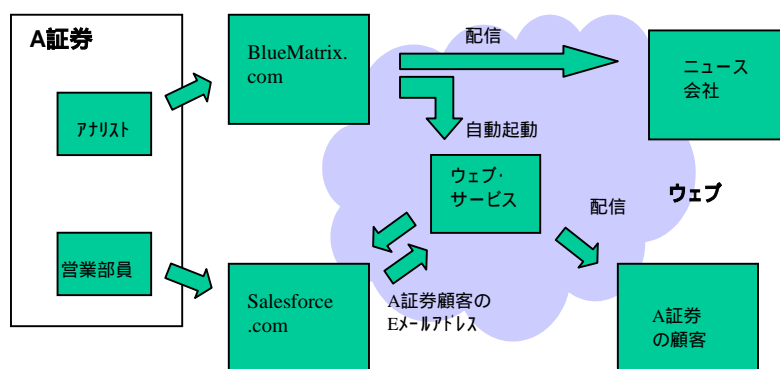 A証券
BlueMatrix.
com
配信
ニュース
会社
ｱﾅﾘｽﾄ
自動起動
ウェブ・
サービス
ウェブ
配信
営業部員
Salesforce
.com
A証券顧客の
Eﾒｰﾙｱﾄﾞﾚｽ
A証券
の顧客